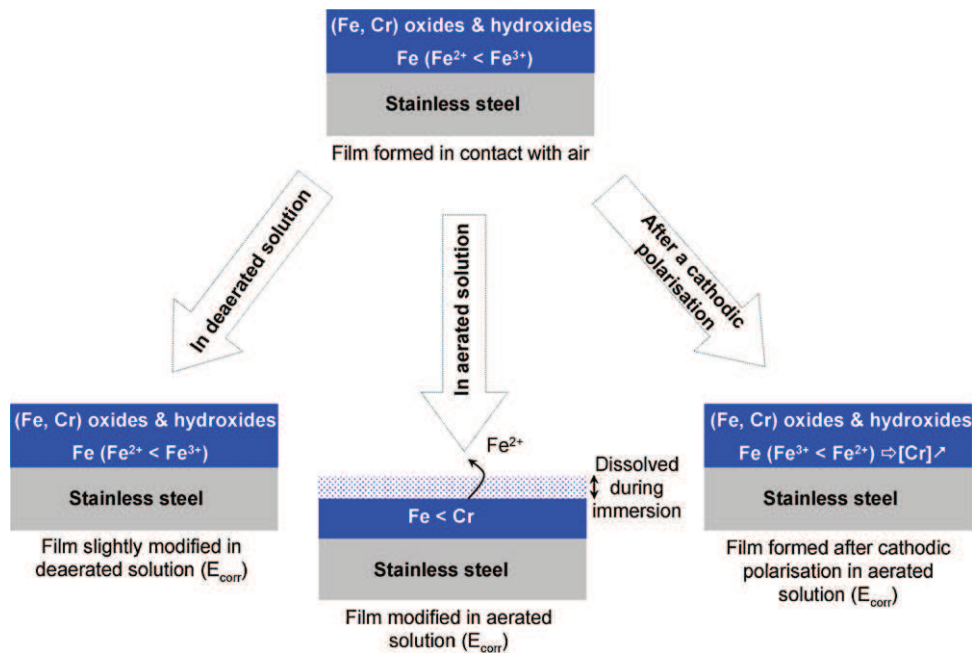 (Fe, Cr) oxides & hydroxides
Fe (Fe²⁺ < Fe³⁺)
Stainless steel
Film formed in contact with air
In deaerated solution
In aerated solution
After a cathodic
polarisation
(Fe, Cr) oxides & hydroxides
Fe (Fe²⁺ < Fe³⁺)
Stainless steel
Film slightly modified in
deaerated solution (E_corr)
Fe²⁺
Dissolved
during
immersion
Fe < Cr
Stainless steel
Film modified in aerated
solution (E_corr)
(Fe, Cr) oxides & hydroxides
Fe (Fe³⁺ < Fe²⁺) ⇨[Cr]↗
Stainless steel
Film formed after cathodic
polarisation in aerated
solution (E_corr)